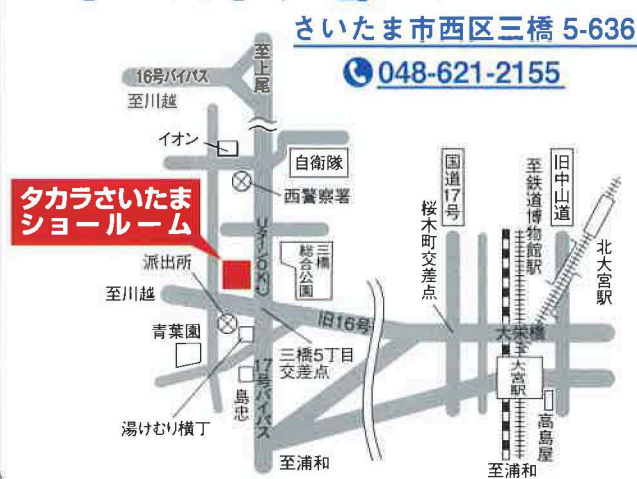 さいたま市西区三橋 5-636
048-621-2155
至上尾
16号バイパス
至川越
イオン
自衛隊
西警察署
国道17号
桜木町交差点
至鉄道博物館駅
旧中山道
北大宮駅
タカラさいたま
ショールーム
UターンOK!
三橋
総合公園
派出所
至川越
旧16号
大栄橋
青葉園
三橋5丁目
交差点
17号バイパス
大宮駅
島忠
高島屋
湯けむり横丁
至浦和
至浦和